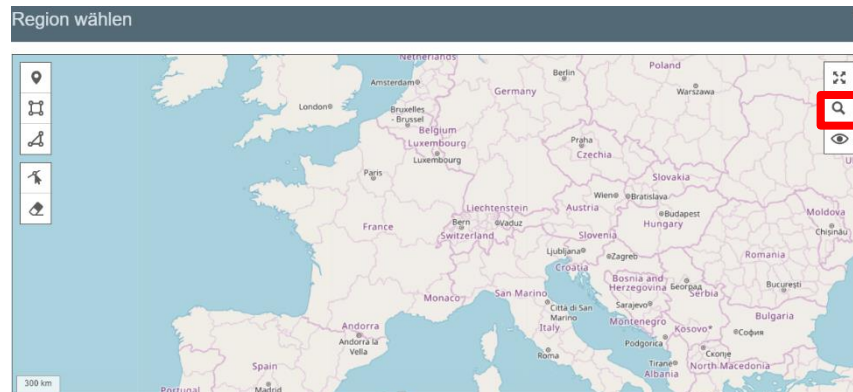 Region wählen
Netherlands
Amsterdam
Berlin
Poland
Warszawa
Germany
London
Bruxelles
- Brussel
Belgium
Luxembourg
Luxembourg
Praha
Czechia
Paris
Slovakia
Wien
Bratislava
Liechtenstein
Austria
Budapest
Hungary
Moldova
Chișinău
France
Bern
Vaduz
Switzerland
Slovenia
Ljubljana
Zagreb
Romania
Croatia
Bosnia and
Herzegovina
Београд
Serbia
București
Monaco
San Marino
Città di San
Marino
Sarajevo
Italy
Montenegro
Kosovo
Bulgaria
София
Andorra
Andorra la
Vella
Podgorica
Roma
Скопје
Tiranë
North Macedonia
Albania
Spain
Madrid
Portugal
300 km